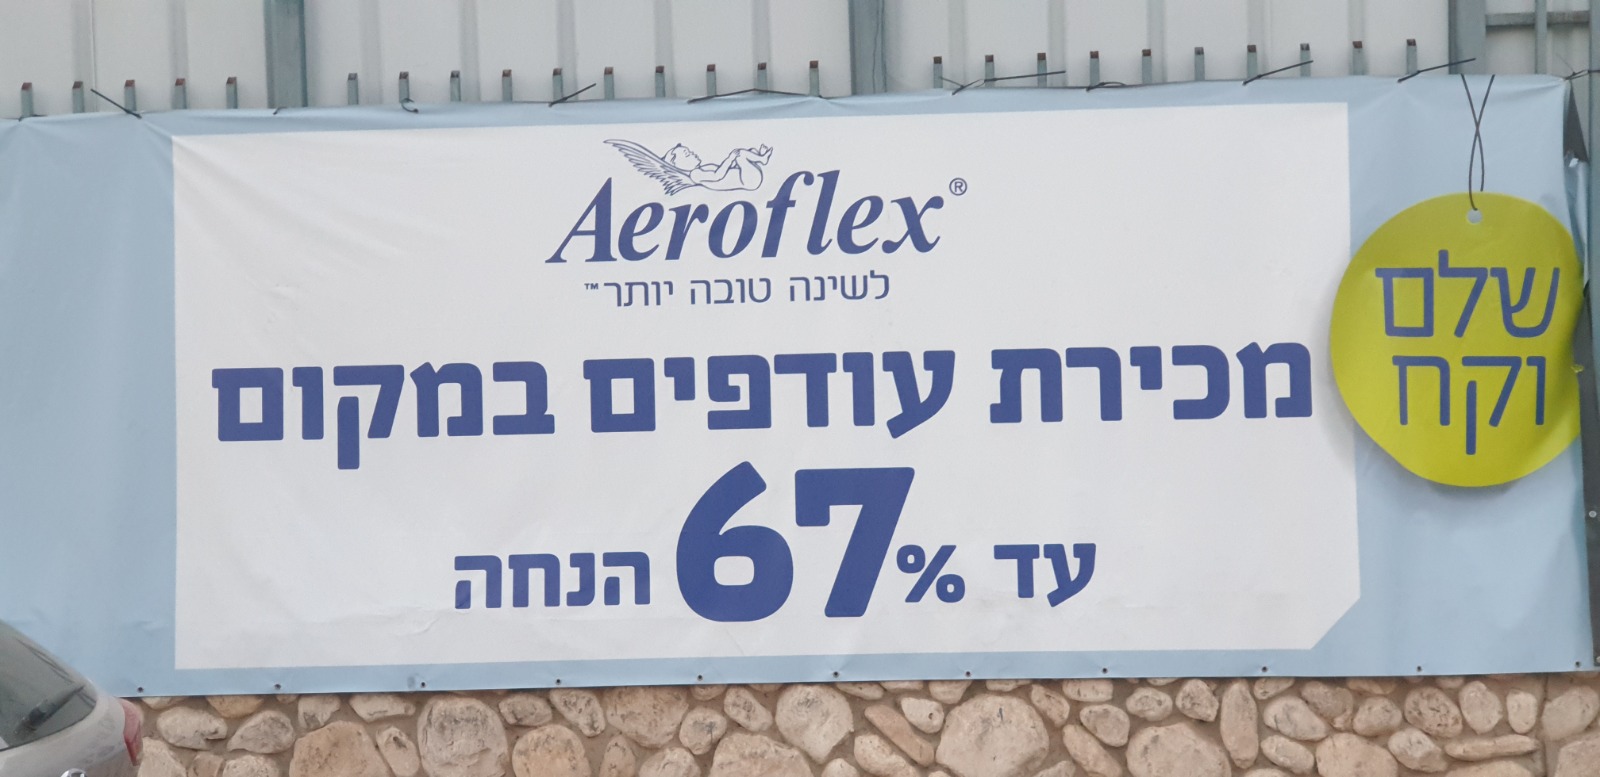 Aeroflex®
לשינה טובה יותר™
מכירת עודפים במקום
עד 67% הנחה
שלם
וקח